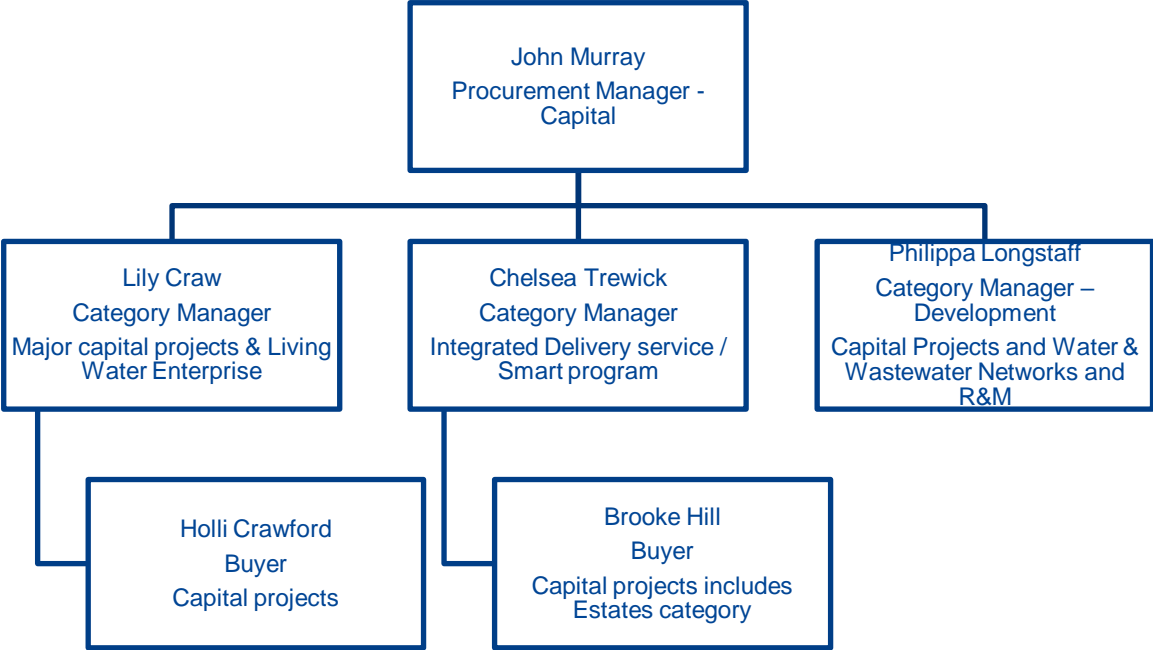 John Murray
Procurement Manager -
Capital
Lily Craw
Category Manager
Major capital projects & Living
Water Enterprise
Chelsea Trewick
Category Manager
Integrated Delivery service /
Smart program
Philippa Longstaff
Category Manager –
Development
Capital Projects and Water &
Wastewater Networks and
R&M
Holli Crawford
Buyer
Capital projects
Brooke Hill
Buyer
Capital projects includes
Estates category